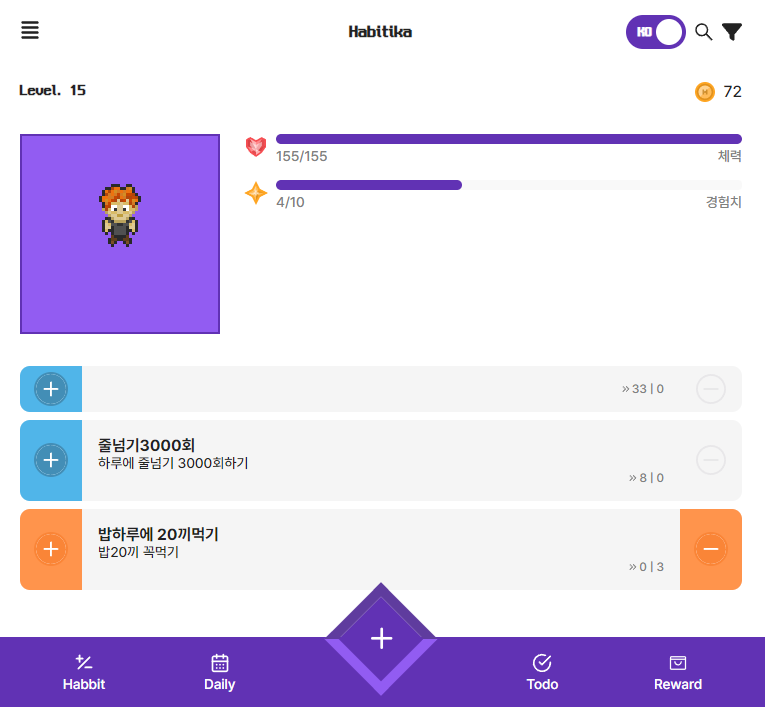 Habitika
KO
Level. 15
72
155/155
체력
4/10
경험치
» 33 | 0
줄넘기3000회
하루에 줄넘기 3000회하기
» 8 | 0
밥하루에 20끼먹기
밥20끼 꼭먹기
» 0 | 3
Habbit
Daily
Todo
Reward